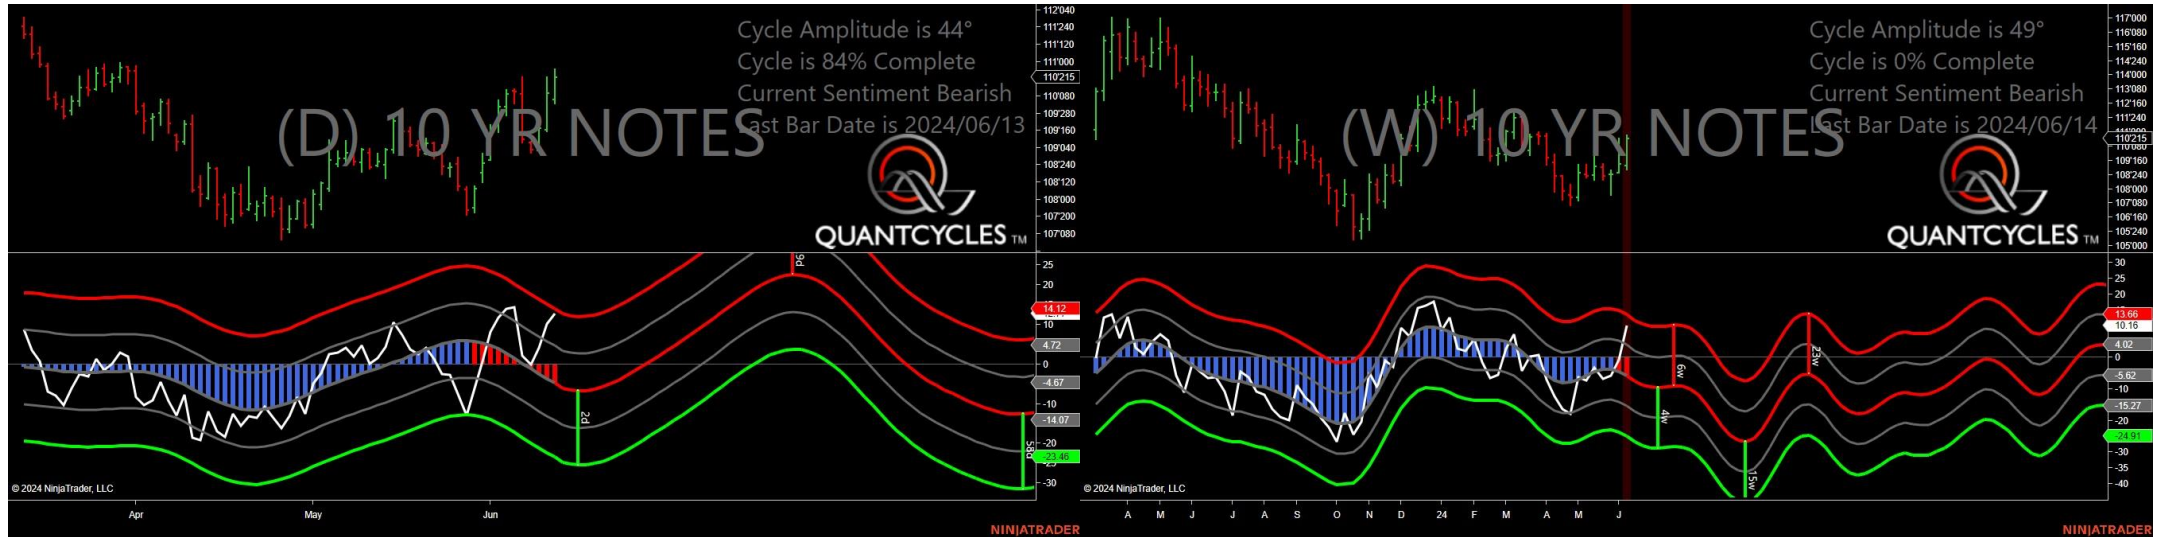 Cycle Amplitude is 44°
Cycle is 84% Complete
Current Sentiment Bearish
Last Bar Date is 2024/06/13
(D) 10 YR NOTES
QUANTCYCLES TM
112'040
111'240
111'120
111'000
110'215
110'080
109'280
109'160
109'040
108'240
108'120
108'000
107'200
107'080
9d
2d
58d
25
20
14.12
10
4.72
0
-4.67
-10
-14.07
-20
-23.46
-30
© 2024 NinjaTrader, LLC
Apr
May
Jun
NINJATRADER
Cycle Amplitude is 49°
Cycle is 0% Complete
Current Sentiment Bearish
Last Bar Date is 2024/06/14
(W) 10 YR NOTES
QUANTCYCLES TM
117'000
116'080
115'160
114'240
114'000
113'080
112'160
111'240
110'215
110'080
109'160
108'240
108'000
107'080
106'160
105'240
105'000
6w
4w
23w
15w
30
25
20
13.66
10.16
4.02
0
-5.62
-10
-15.27
-20
-24.91
-30
-35
-40
© 2024 NinjaTrader, LLC
A
M
J
J
A
S
O
N
D
24
F
M
A
M
J
NINJATRADER